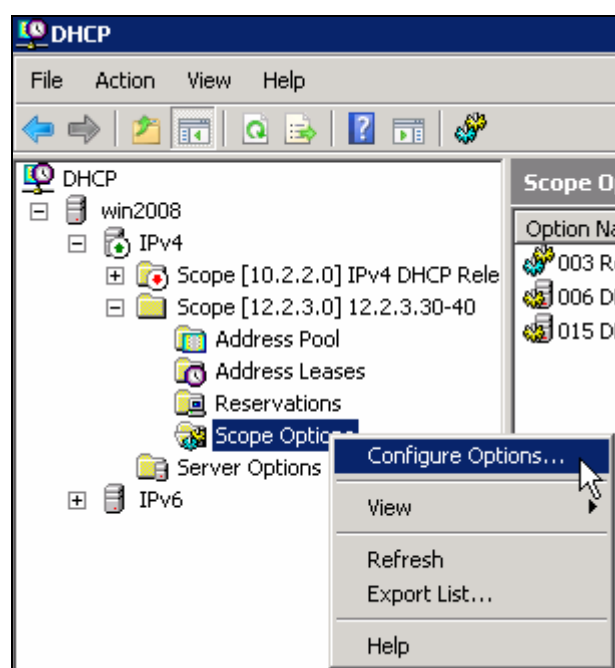 DHCP
File Action View Help
DHCP
win2008
IPv4
Scope [10.2.2.0] IPv4 DHCP Rele
Scope [12.2.3.0] 12.2.3.30-40
Address Pool
Address Leases
Reservations
Scope Options
Server Options
IPv6
Scope O
Option Na
003 R
006 D
015 D
Configure Options...
View
Refresh
Export List...
Help